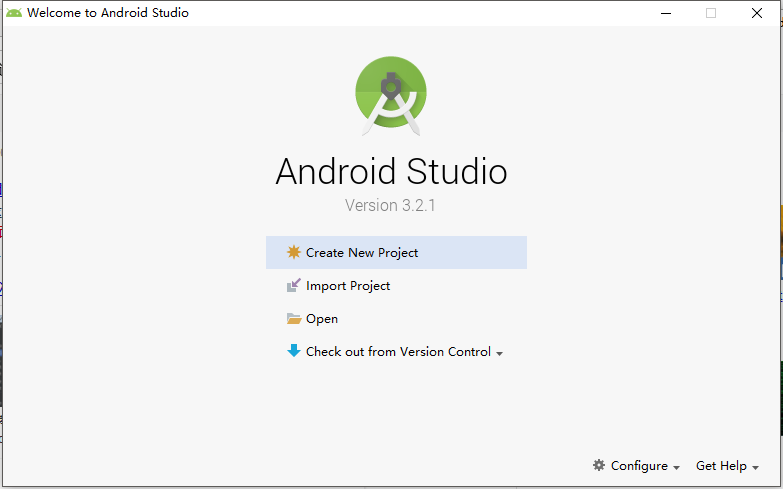 Welcome to Android Studio
Android Studio
Version 3.2.1
Create New Project
Import Project
Open
Check out from Version Control
Configure
Get Help